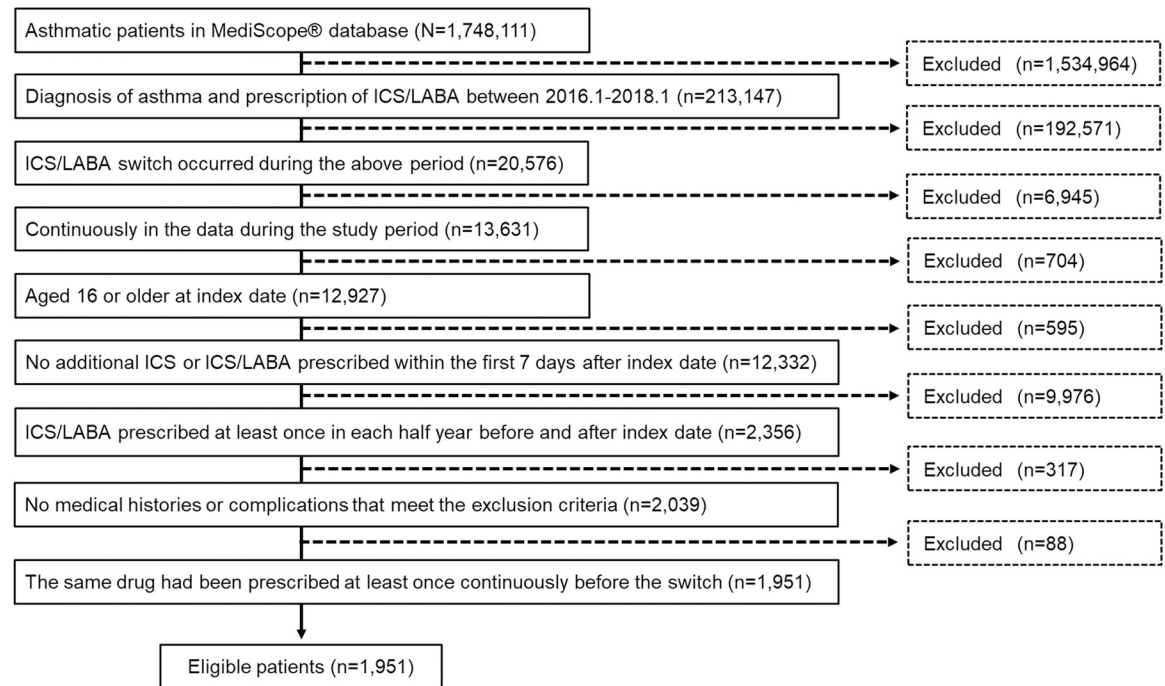 Asthmatic patients in MediScope® database (N=1,748,111)
Excluded (n=1,534,964)
Diagnosis of asthma and prescription of ICS/LABA between 2016.1-2018.1 (n=213,147)
Excluded (n=192,571)
ICS/LABA switch occurred during the above period (n=20,576)
Excluded (n=6,945)
Continuously in the data during the study period (n=13,631)
Excluded (n=704)
Aged 16 or older at index date (n=12,927)
Excluded (n=595)
No additional ICS or ICS/LABA prescribed within the first 7 days after index date (n=12,332)
Excluded (n=9,976)
ICS/LABA prescribed at least once in each half year before and after index date (n=2,356)
Excluded (n=317)
No medical histories or complications that meet the exclusion criteria (n=2,039)
Excluded (n=88)
The same drug had been prescribed at least once continuously before the switch (n=1,951)
Eligible patients (n=1,951)